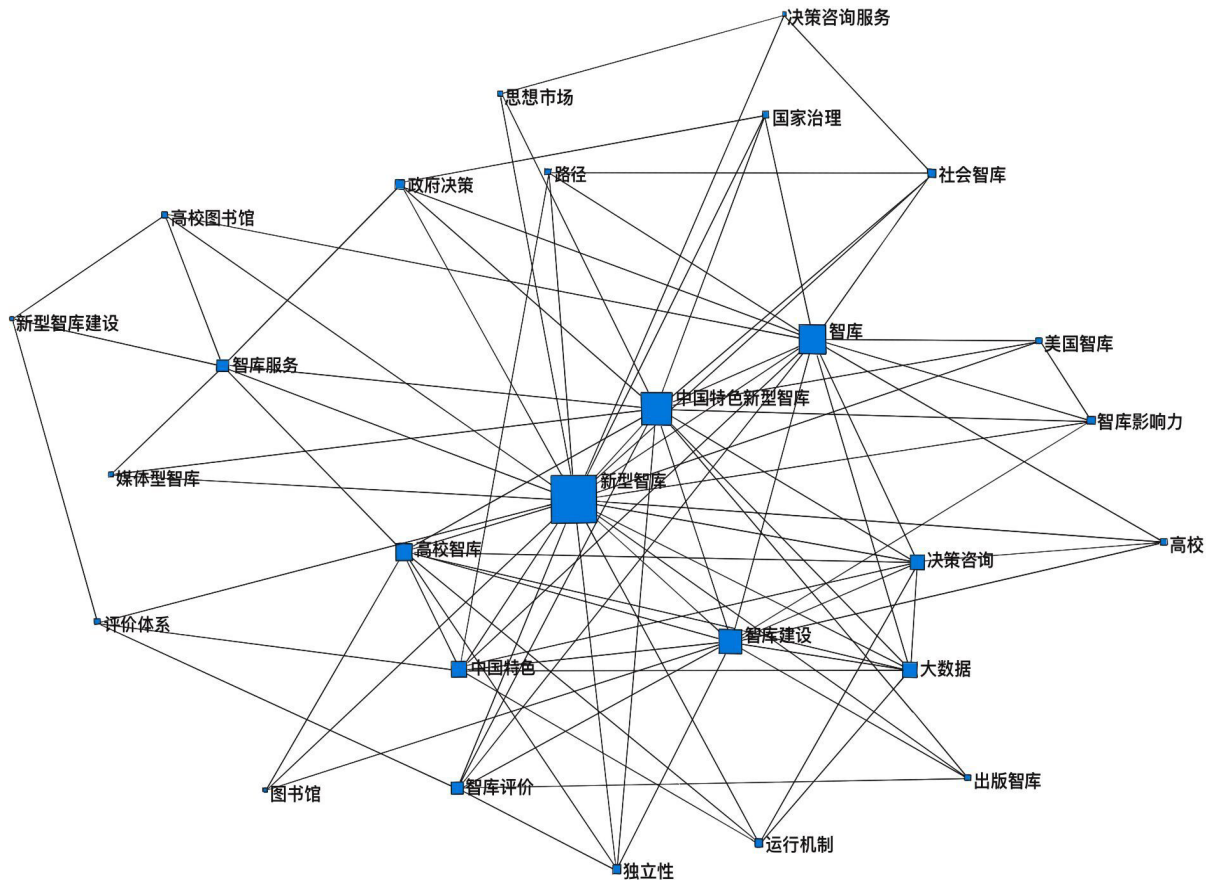 决策咨询服务
思想市场
国家治理
路径
社会智库
政府决策
高校图书馆
新型智库建设
智库
美国智库
智库服务
中国特色新型智库
智库影响力
媒体型智库
新型智库
高校
高校智库
决策咨询
评价体系
智库建设
中国特色
大数据
出版智库
智库评价
图书馆
运行机制
独立性